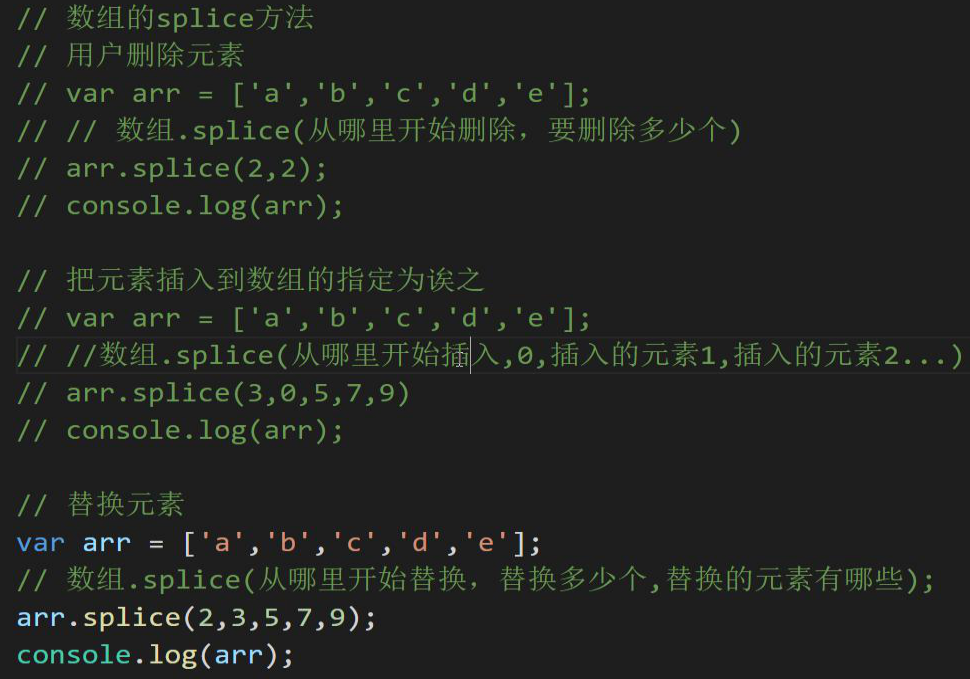 // 数组的splice方法
// 用户删除元素
// var arr = ['a','b','c','d','e'];
// // 数组.splice(从哪里开始删除，要删除多少个)
// arr.splice(2,2);
// console.log(arr);
// 把元素插入到数组的指定为诶之
// var arr = ['a','b','c','d','e'];
// //数组.splice(从哪里开始插入,0,插入的元素1,插入的元素2...)
// arr.splice(3,0,5,7,9)
// console.log(arr);
// 替换元素
var arr = ['a','b','c','d','e'];
// 数组.splice(从哪里开始替换，替换多少个,替换的元素有哪些);
arr.splice(2,3,5,7,9);
console.log(arr);